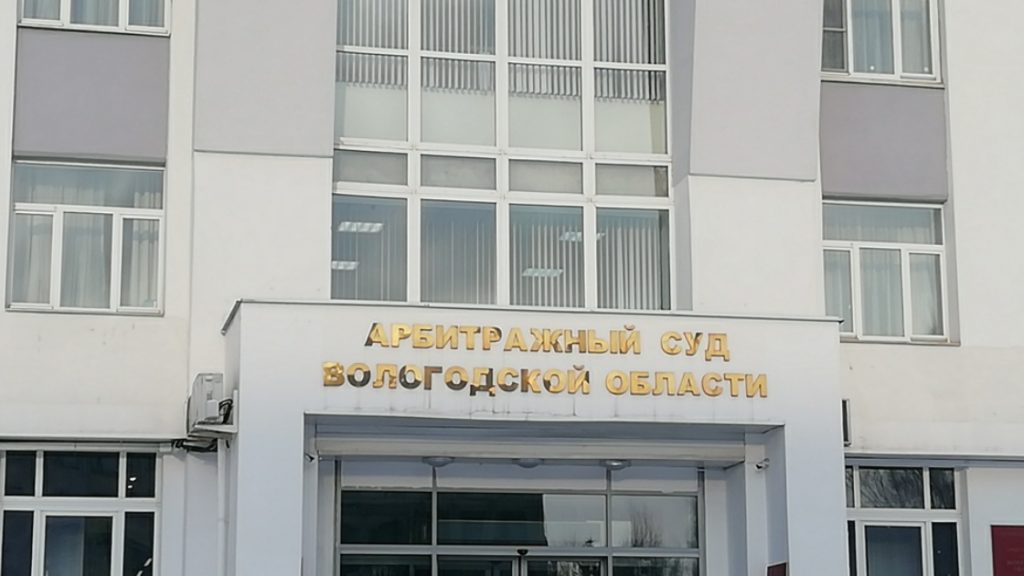 АРБИТРАЖНЫЙ СУД
ВОЛОГОДСКОЙ ОБЛАСТИ